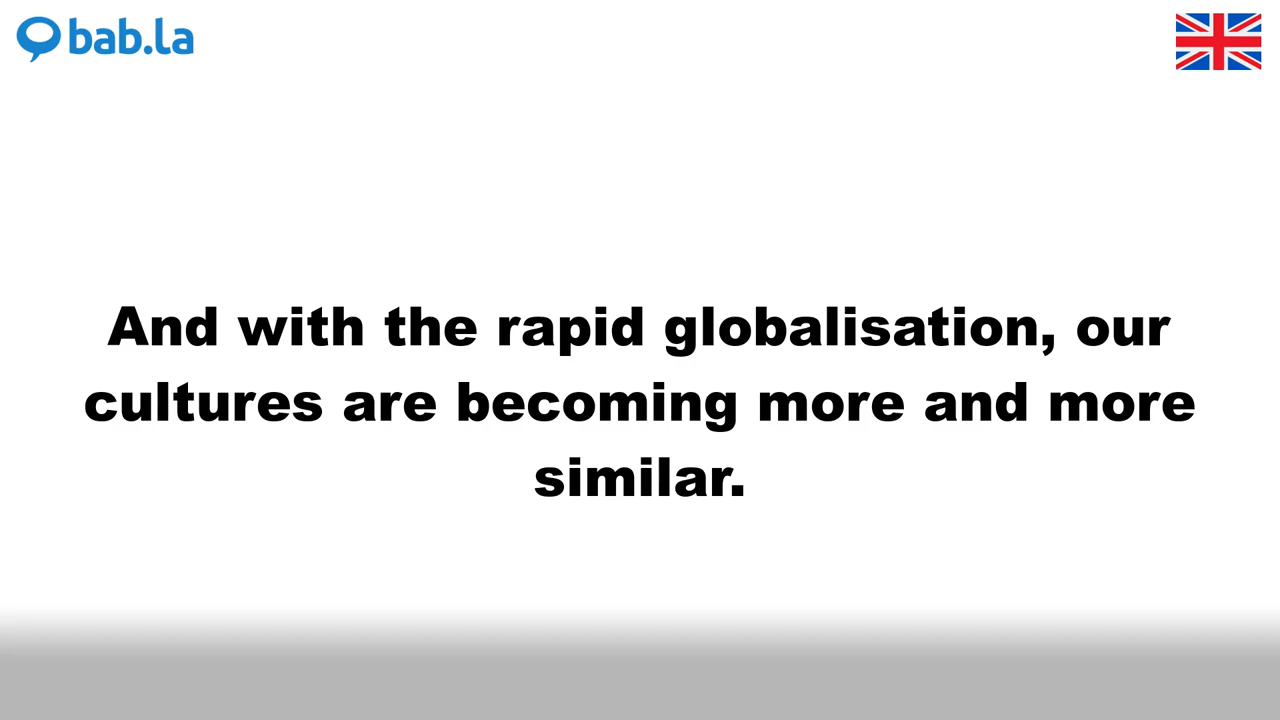 bab.la
And with the rapid globalisation, our
cultures are becoming more and more
similar.